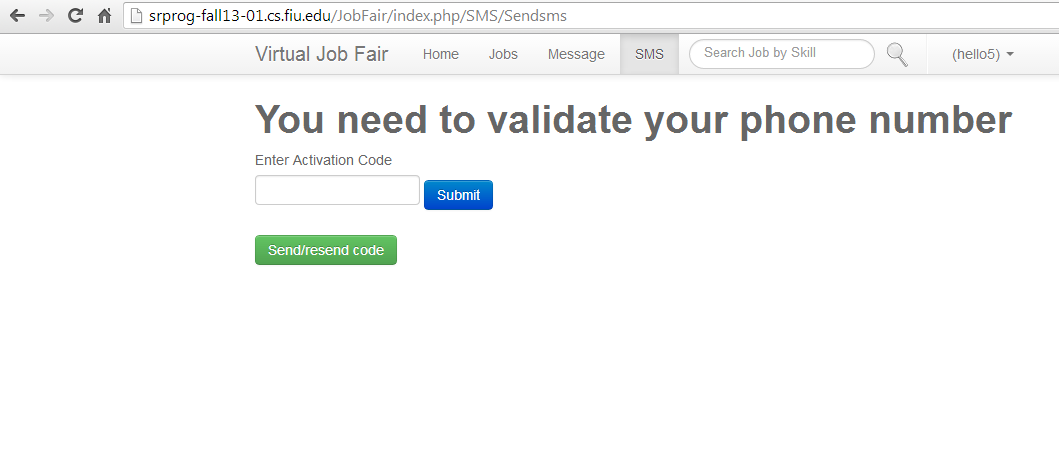 srprog-fall13-01.cs.fiu.edu/JobFair/index.php/SMS/Sendsms
Virtual Job Fair Home Jobs Message SMS Search Job by Skill (hello5)
You need to validate your phone number
Enter Activation Code
Submit
Send/resend code